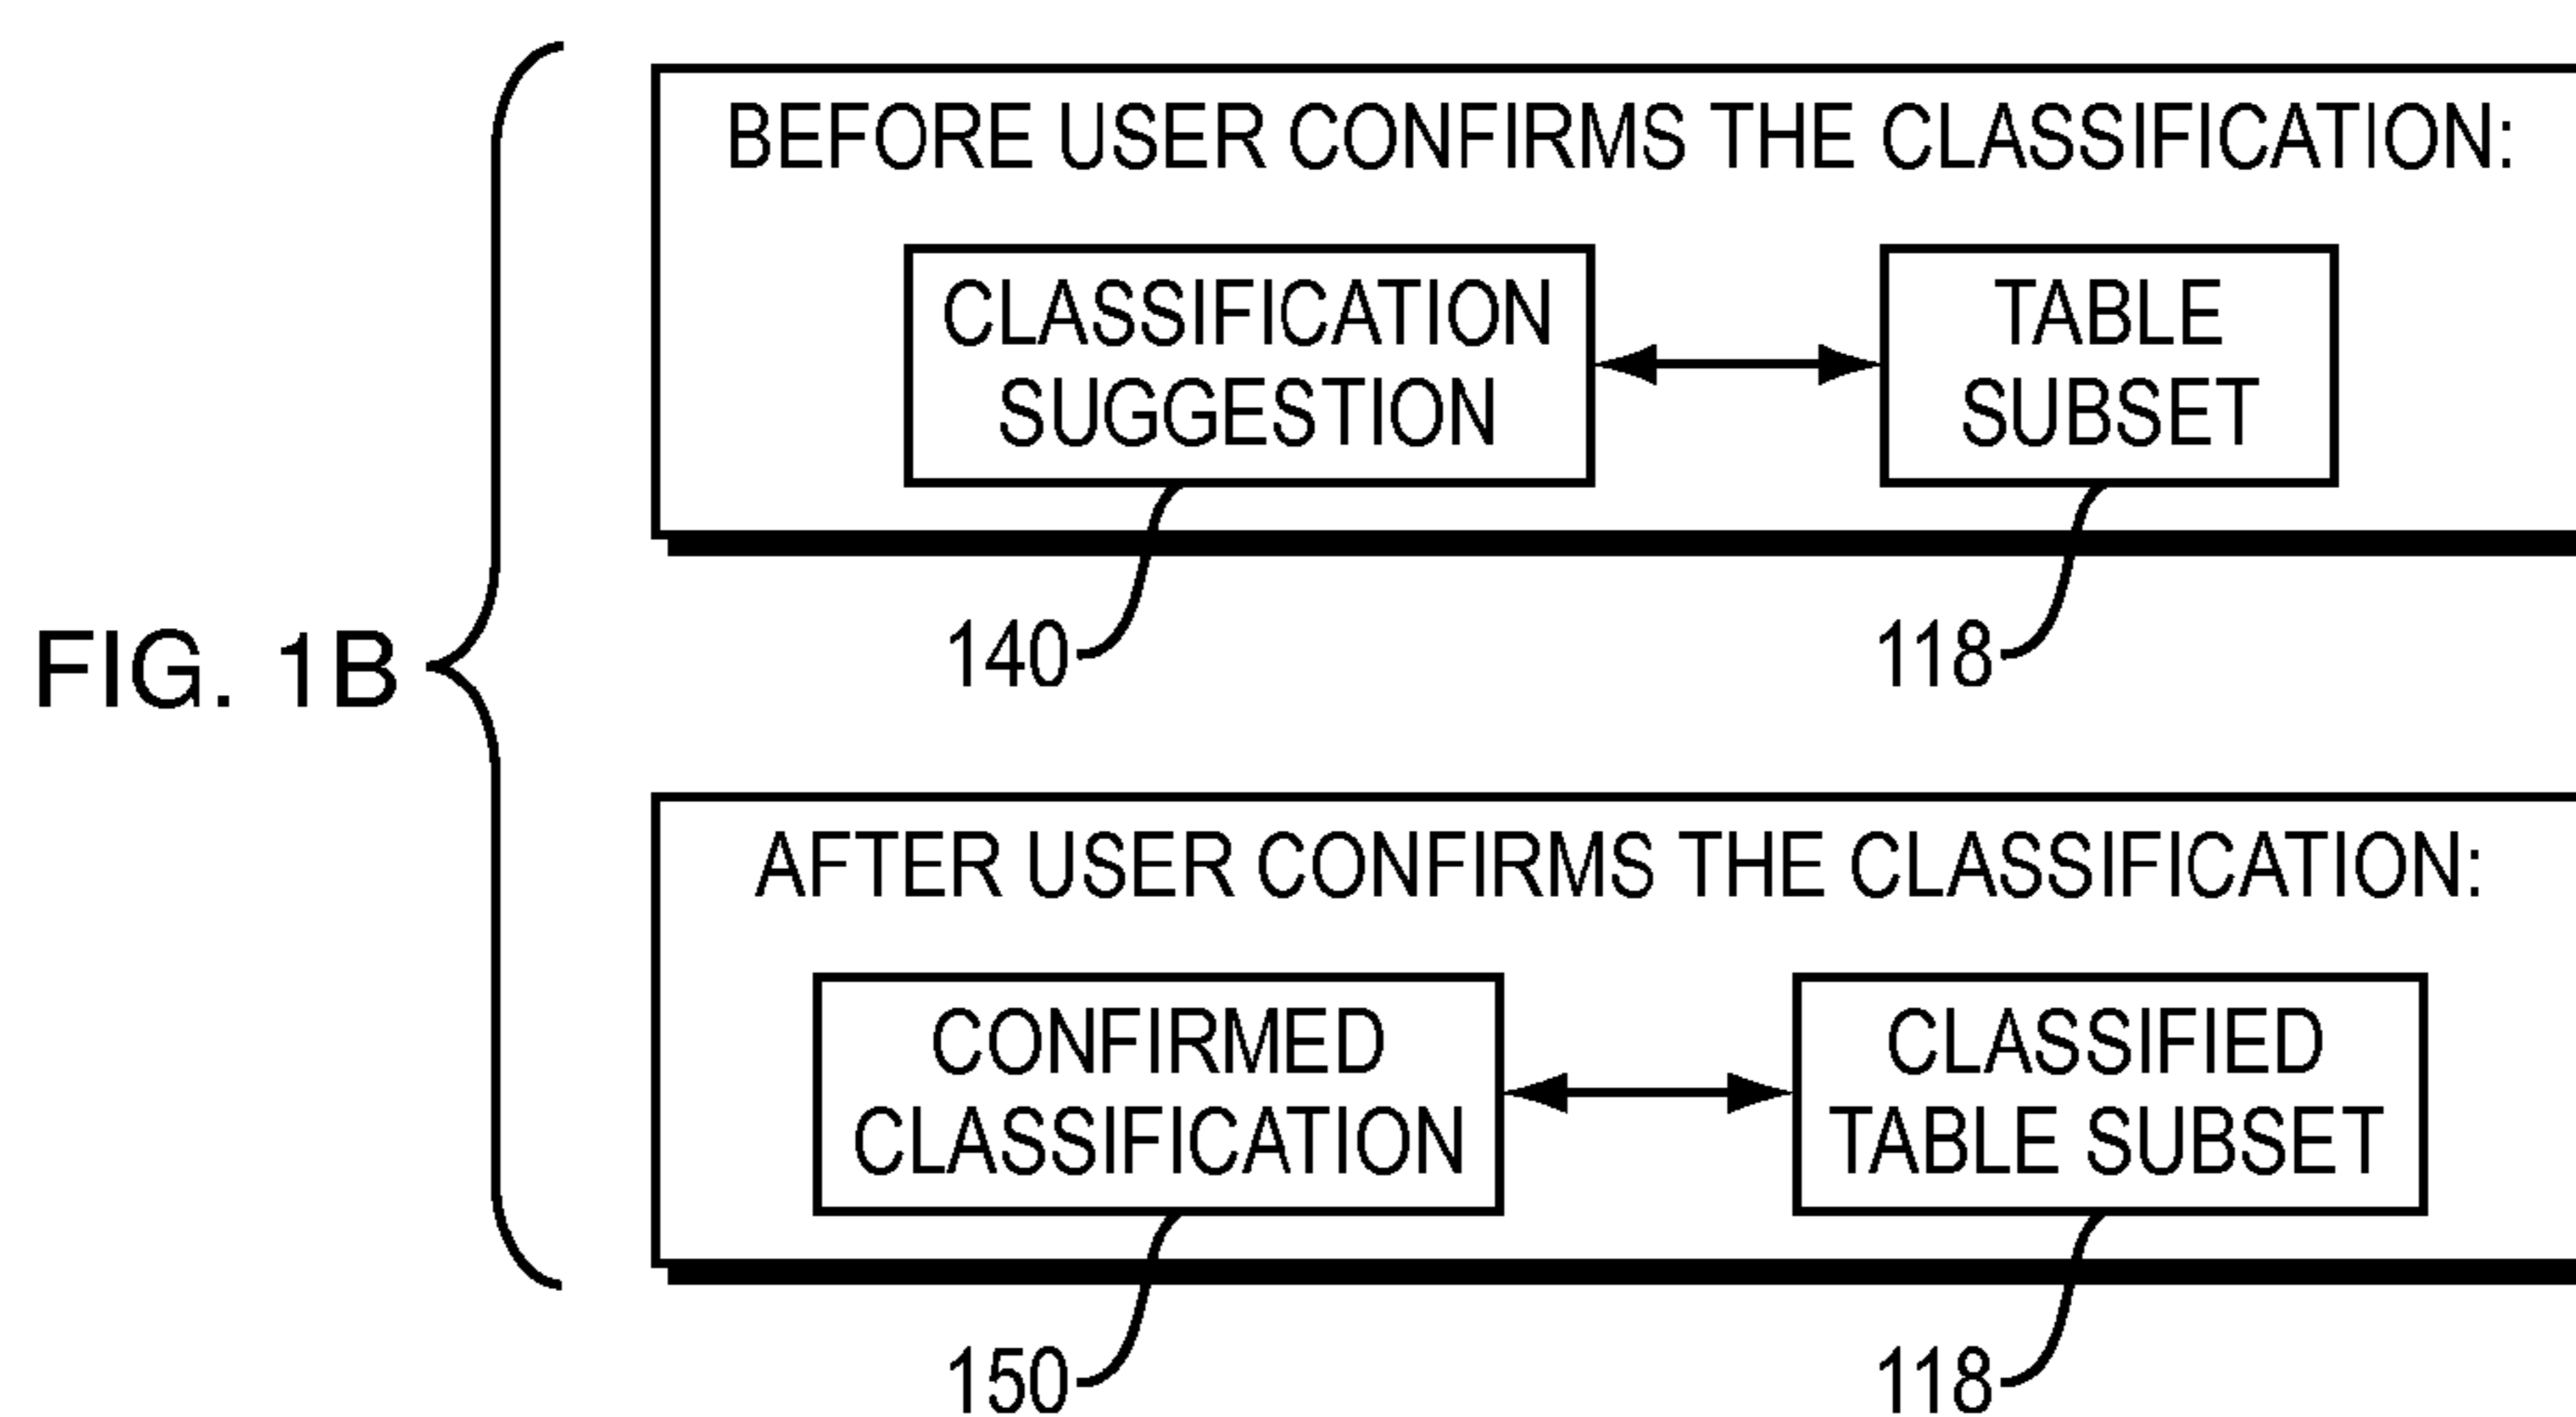 BEFORE USER CONFIRMS THE CLASSIFICATION:
CLASSIFICATION
SUGGESTION
TABLE
SUBSET
140
118
FIG. 1B
AFTER USER CONFIRMS THE CLASSIFICATION:
CONFIRMED
CLASSIFICATION
CLASSIFIED
TABLE SUBSET
150
118